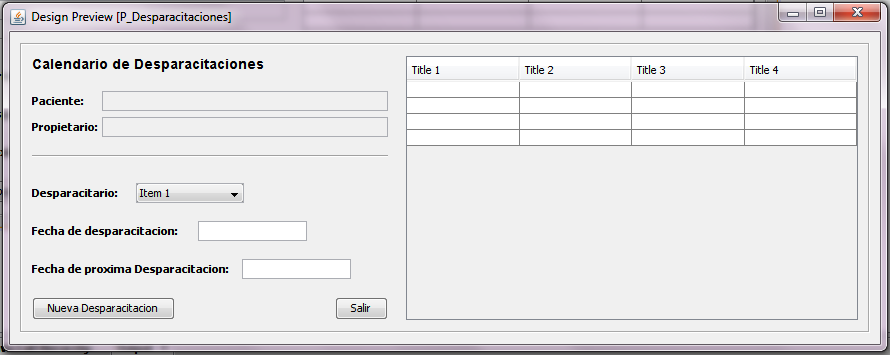 Design Preview [P_Desparacitaciones]
Calendario de Desparacitaciones
Paciente:
Propietario:
Desparacitario: Item 1
Fecha de desparacitacion:
Fecha de proxima Desparacitacion:
Nueva Desparacitacion Salir
Title 1 Title 2 Title 3 Title 4